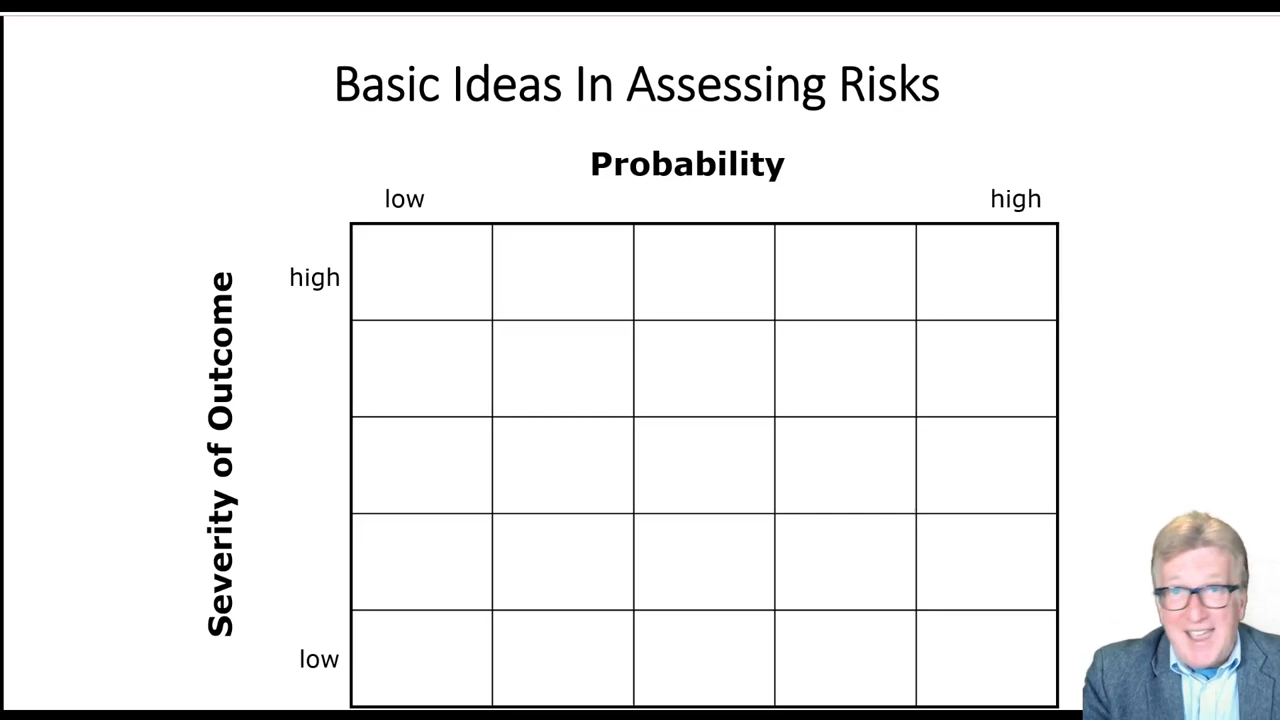 Basic Ideas In Assessing Risks
Probability
low
high
high
Severity of Outcome
low